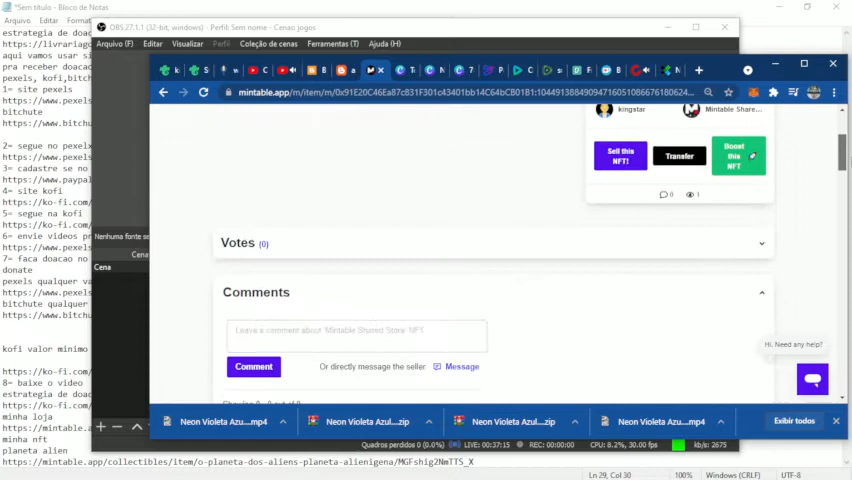 *Sem título - Bloco de Notas
Arquivo Editar Format
estrategia de doac
https://livrariago
aqui vamos usar si
pra receber doacao
pexels, kofi,bitch
1= site pexels
https://www.pexels
bitchute
https://www.bitchu
2= segue no pexelx
https://www.pexels
3= cadastre se no
https://www.paypal
4= site kofi
https://ko-fi.com/
5= segue na kofi
https://ko-fi.com/
6= envie videos pr
https://www.pexels
7= faca doacao no
donate
pexels qualquer va
https://www.pexels
bitchute qualquer
https://www.bitchu
kofi valor minimo
https://ko-fi.com/
8= baixe o video
estrategia de doac
https://ko-fi.com/
minha loja
https://mintable.a
minha nft
planeta alien
https://mintable.app/collectibles/item/o-planeta-dos-aliens-planeta-alienigena/MGFshig2NmTTS_X
OBS 27.1.1 (32-bit, windows) - Perfil: Sem nome - Cenas: jogos
Arquivo (F) Editar Visualizar Perfil Coleção de cenas Ferramentas (T) Ajuda (H)
Nenhuma fonte se
Cena
Cena
kingstar
Mintable Share...
Sell this NFT!
Transfer
Boost this NFT
0
1
Votes (0)
Comments
Leave a comment about 'Mintable Shared Store' NFT
Comment
Or directly message the seller
Message
Hi. Need any help?
Neon Violeta Azu....mp4
Neon Violeta Azul....zip
Neon Violeta Azul....zip
Neon Violeta Azu....mp4
Exibir todos
Quadros perdidos 0 (0.0%)
LIVE: 00:37:15
REC: 00:00:00
CPU: 8.2%, 30.00 fps
kb/s: 2675
Ln 29, Col 30
100%
Windows (CRLF)
UTF-8